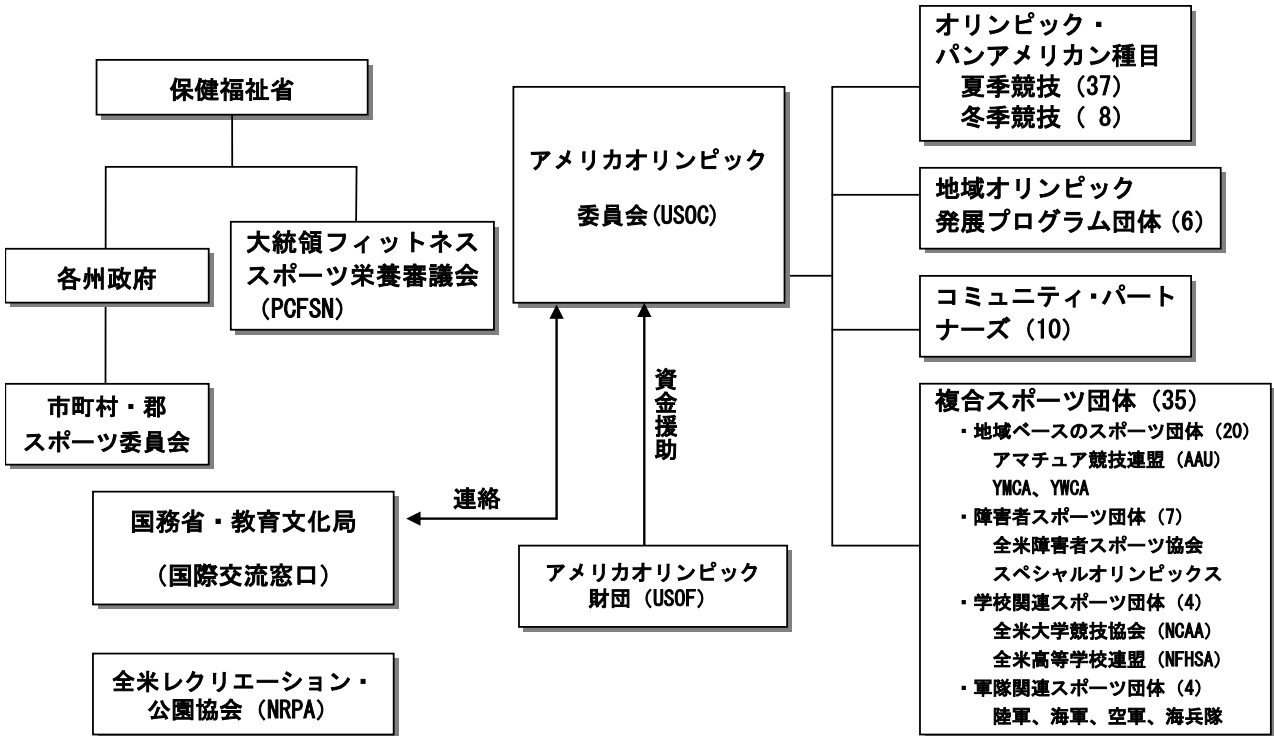 保健福祉省
各州政府
大統領フィットネス
スポーツ栄養審議会
(PCFSN)
市町村・郡
スポーツ委員会
国務省・教育文化局
(国際交流窓口)
全米レクリエーション・
公園協会(NRPA)
アメリカオリンピック
委員会(USOC)
連絡
資金援助
アメリカオリンピック
財団(USOF)
オリンピック・
パンアメリカン種目
夏季競技(37)
冬季競技( 8)
地域オリンピック
発展プログラム団体(6)
コミュニティ・パート
ナーズ(10)
複合スポーツ団体(35)
・地域ベースのスポーツ団体(20)
アマチュア競技連盟(AAU)
YMCA、YWCA
・障害者スポーツ団体(7)
全米障害者スポーツ協会
スペシャルオリンピックス
・学校関連スポーツ団体(4)
全米大学競技協会(NCAA)
全米高等学校連盟(NFHSA)
・軍隊関連スポーツ団体(4)
陸軍、海軍、空軍、海兵隊